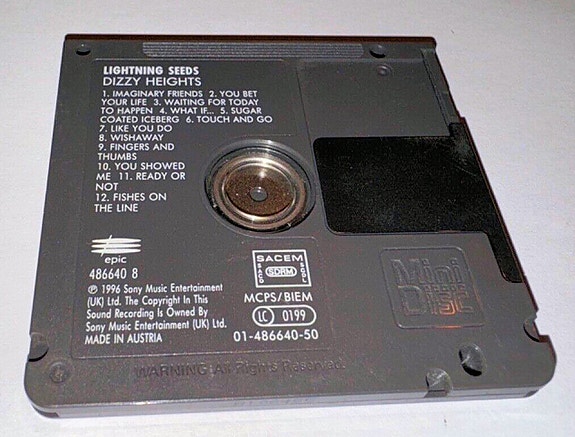 LIGHTNING SEEDS
DIZZY HEIGHTS
1. IMAGINARY FRIENDS 2. YOU BET
YOUR LIFE 3. WAITING FOR TODAY
TO HAPPEN 4. WHAT IF... 5. SUGAR
COATED ICEBERG 6. TOUCH AND GO
7. LIKE YOU DO
8. WISHAWAY
9. FINGERS AND
THUMBS
10. YOU SHOWED
ME 11. READY OR
NOT
12. FISHES ON
THE LINE
epic
486640 8
℗ 1996 Sony Music Entertainment
(UK) Ltd. The Copyright In This
Sound Recording Is Owned By
Sony Music Entertainment (UK) Ltd.
MADE IN AUSTRIA
SACEM
SACD
SDRM
SGDL
MCPS/BIEM
LC 0199
01-486640-50
Mini
Disc
WARNING All Rights Reserved.